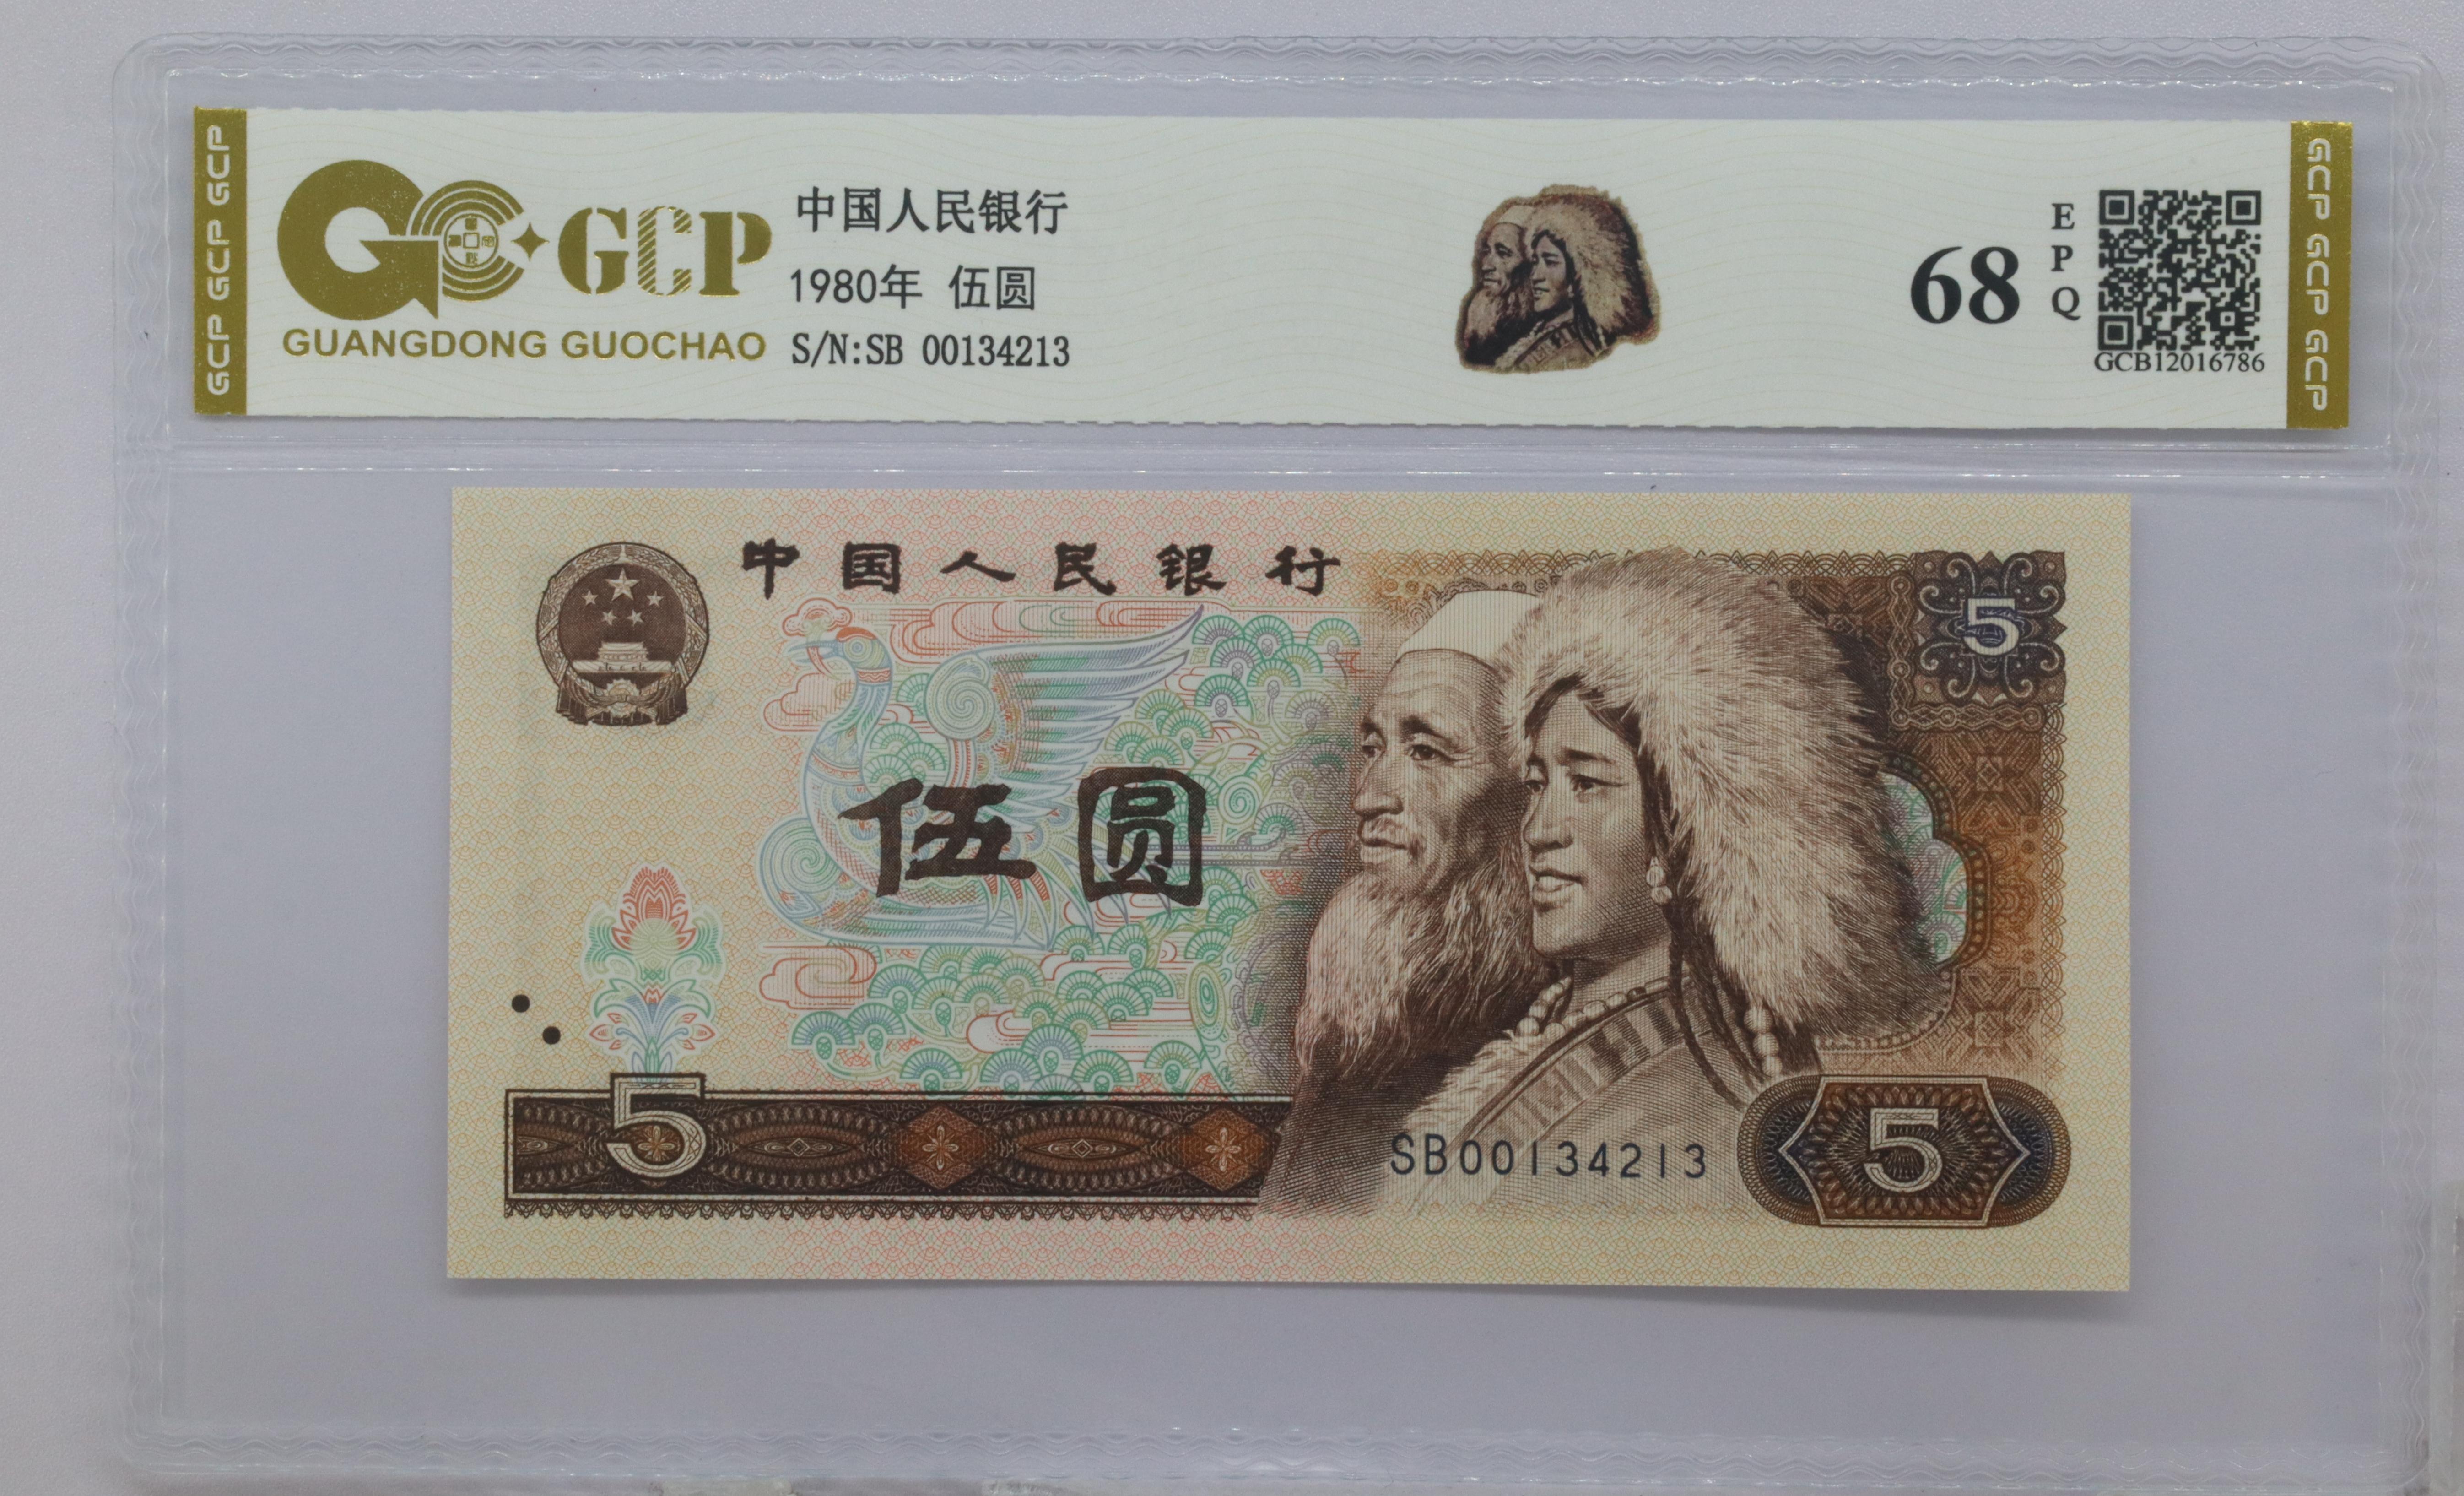 GCP GCP GCP
GCP
GUANGDONG GUOCHAO
中国人民银行
1980年 伍圆
S/N:SB 00134213
68
EPQ
GCB12016786
GCP GCP GCP
中国人民银行
5
伍圆
5
SB00134213
5